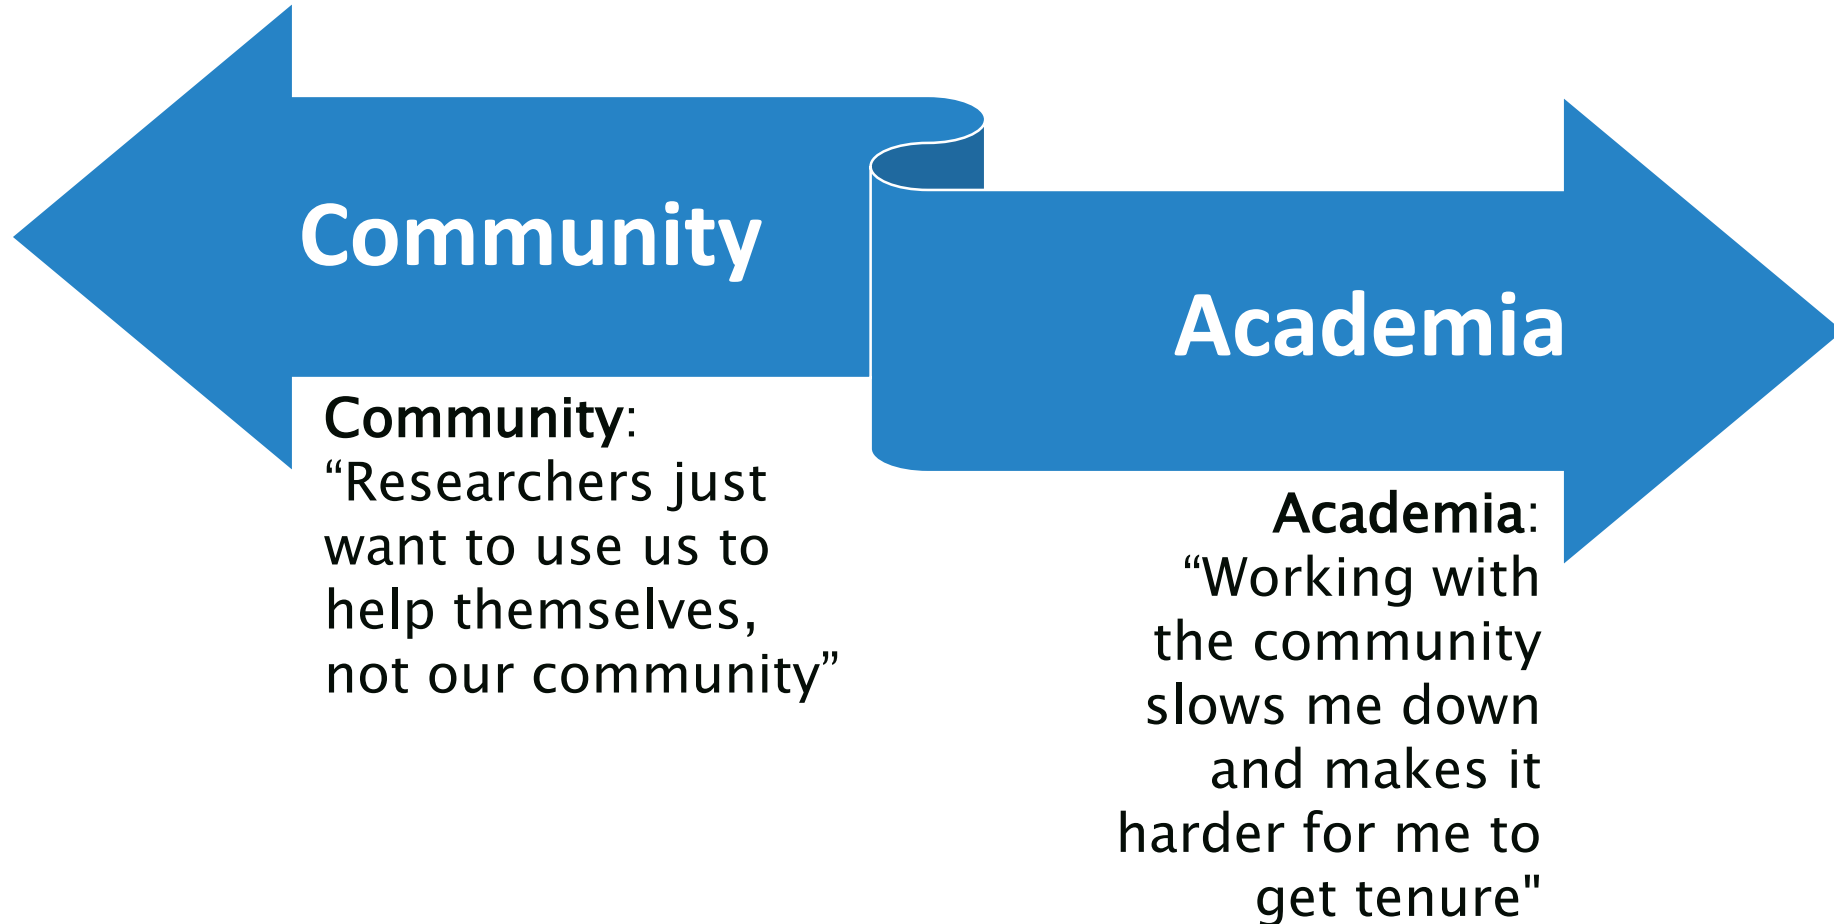 Community
Academia
Community:
“Researchers just
want to use us to
help themselves,
not our community”
Academia:
“Working with
the community
slows me down
and makes it
harder for me to
get tenure"